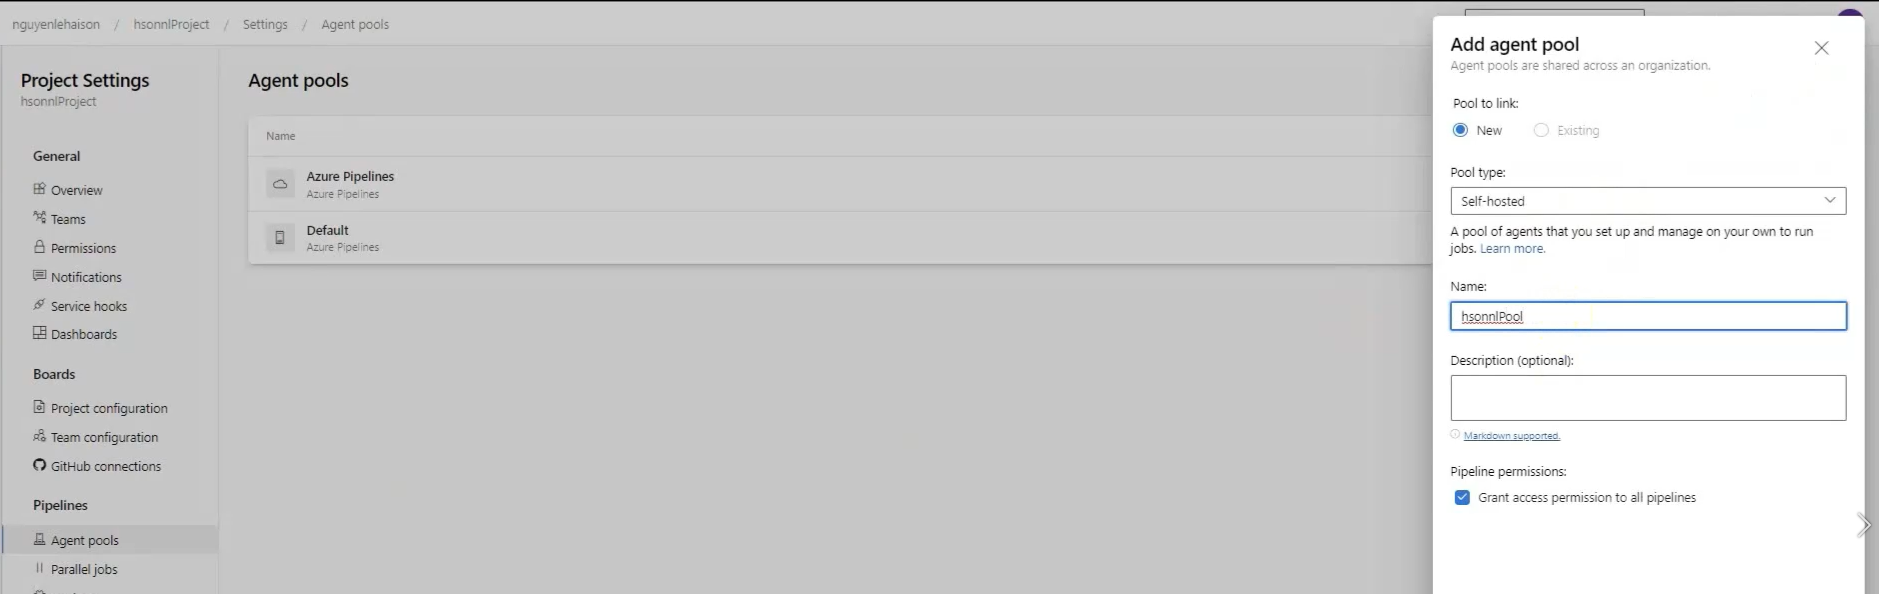 nguyenlehaison / hsonnlProject / Settings / Agent pools
Project Settings
hsonnlProject
General
Overview
Teams
Permissions
Notifications
Service hooks
Dashboards
Boards
Project configuration
Team configuration
GitHub connections
Pipelines
Agent pools
Parallel jobs
Agent pools
Name
Azure Pipelines
Azure Pipelines
Default
Azure Pipelines
Add agent pool
Agent pools are shared across an organization.
Pool to link:
New
Existing
Pool type:
Self-hosted
A pool of agents that you set up and manage on your own to run
jobs. Learn more.
Name:
hsonnlPool
Description (optional):
Markdown supported.
Pipeline permissions:
Grant access permission to all pipelines